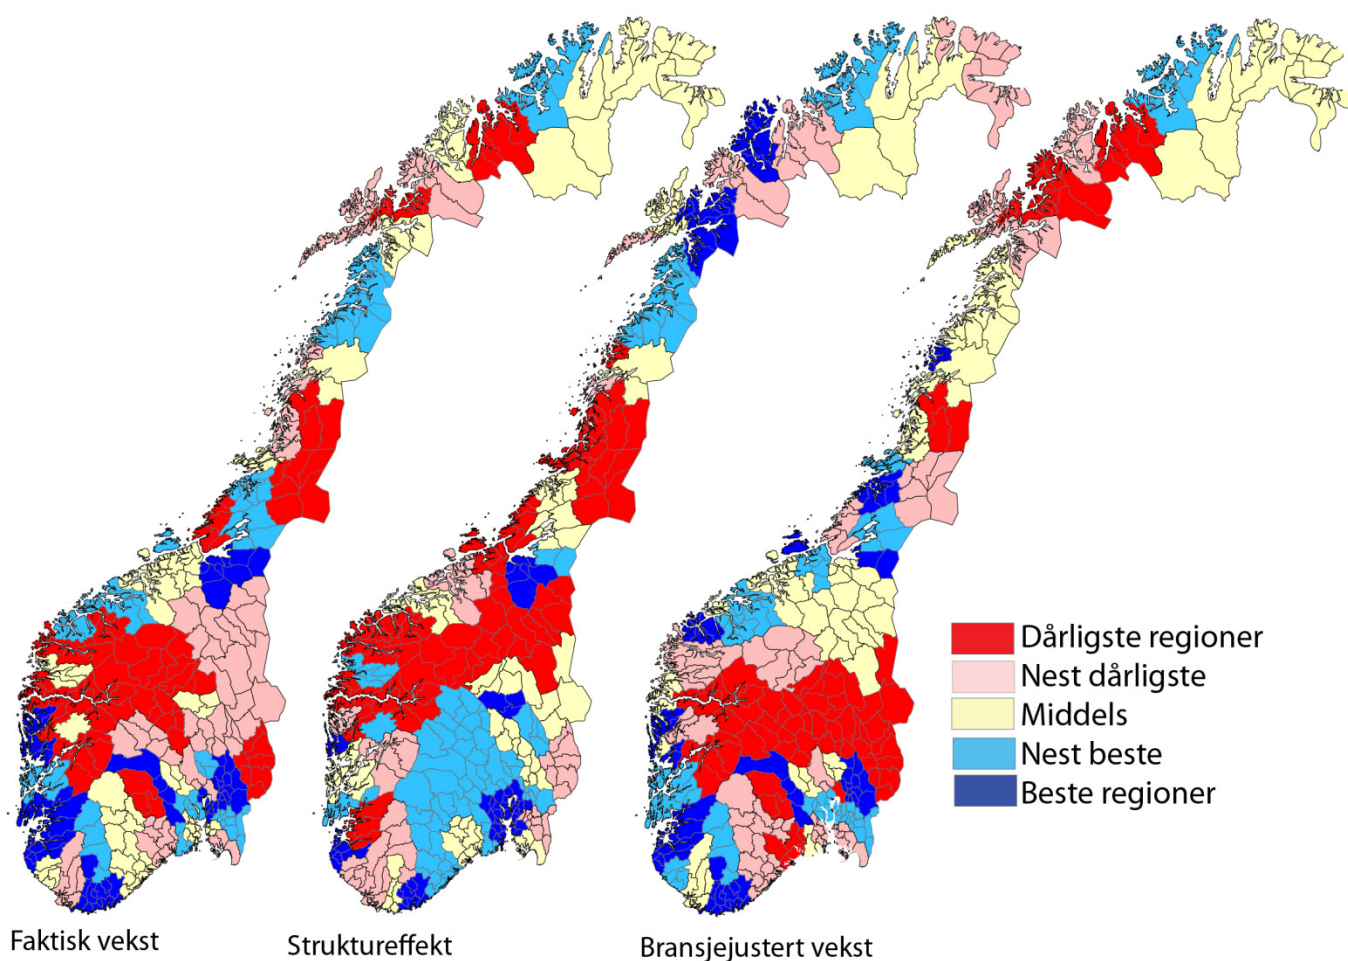 Dårligste regioner
Nest dårligste
Middels
Nest beste
Beste regioner
Faktisk vekst
Struktureffekt
Bransjejustert vekst